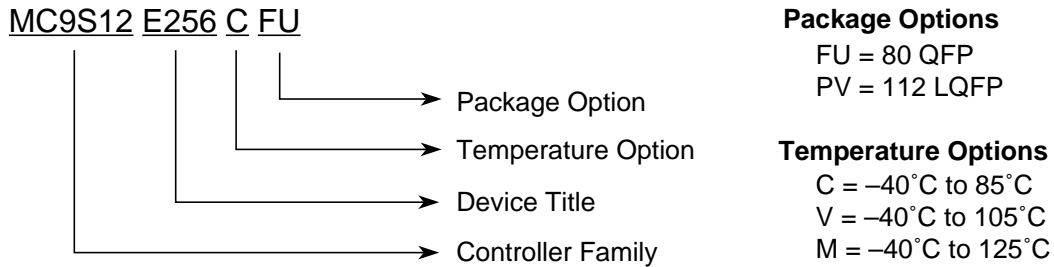 MC9S12 E256 C FU
Package Option
Temperature Option
Device Title
Controller Family
Package Options
FU = 80 QFP
PV = 112 LQFP
Temperature Options
C = –40˚C to 85˚C
V = –40˚C to 105˚C
M = –40˚C to 125˚C